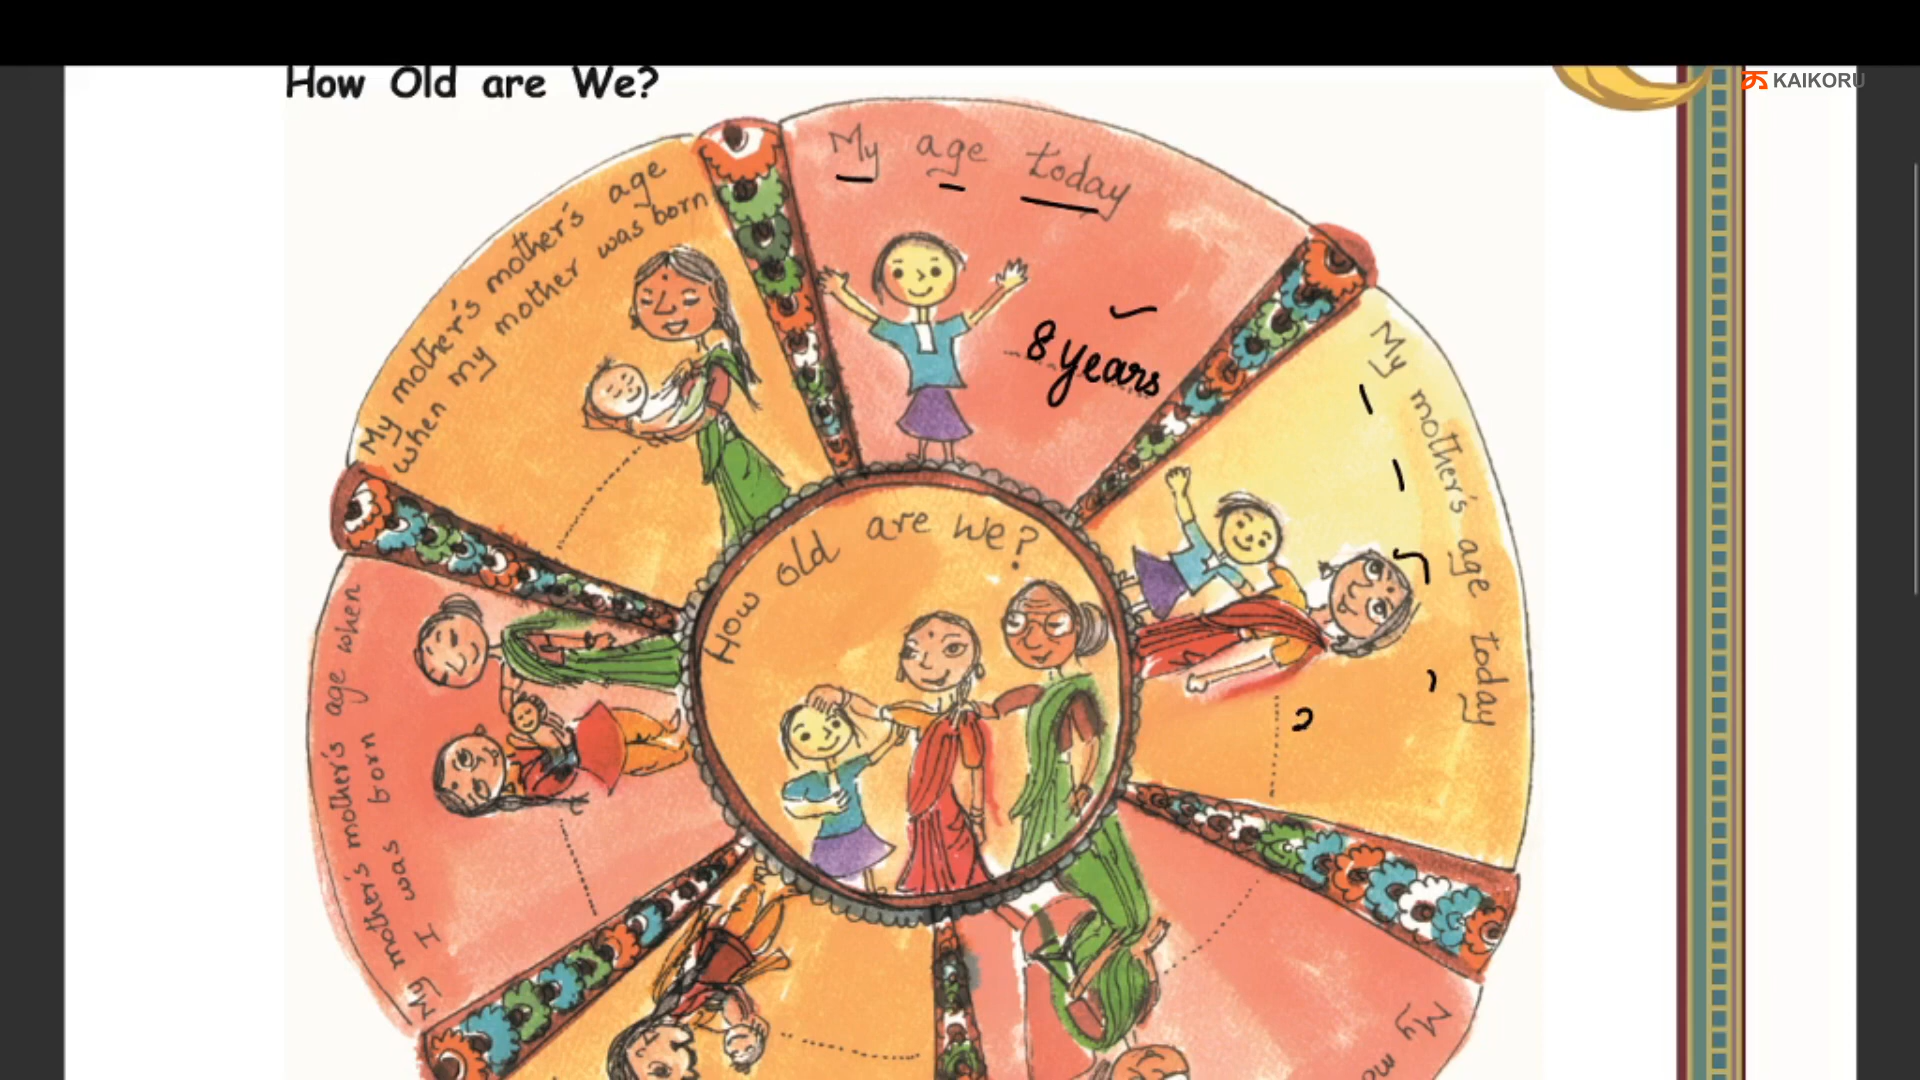 How Old are We?
KAIKORU
My age today
8 years
My mother's age today
My
My mother's mother's age
when my mother was born
My mother's mother's age when
I was born
How old are we?